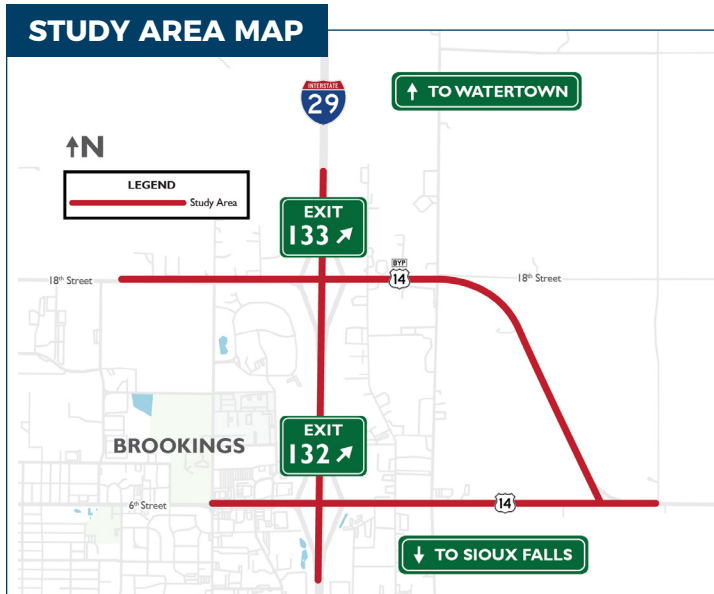 STUDY AREA MAP
INTERSTATE
29
↑ TO WATERTOWN
↑N
LEGEND
Study Area
EXIT
133 ↗
BYP
14
18th Street
18th Street
EXIT
132 ↗
BROOKINGS
6th Street
14
↓ TO SIOUX FALLS